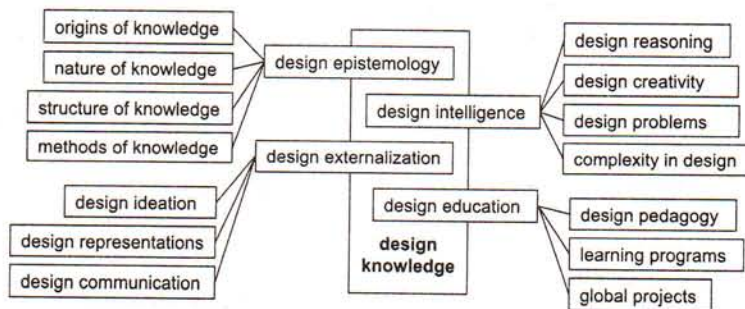 origins of knowledge
nature of knowledge
structure of knowledge
methods of knowledge
design epistemology
design externalization
design ideation
design representations
design communication
design intelligence
design reasoning
design creativity
design problems
complexity in design
design education
design pedagogy
learning programs
global projects
design
knowledge